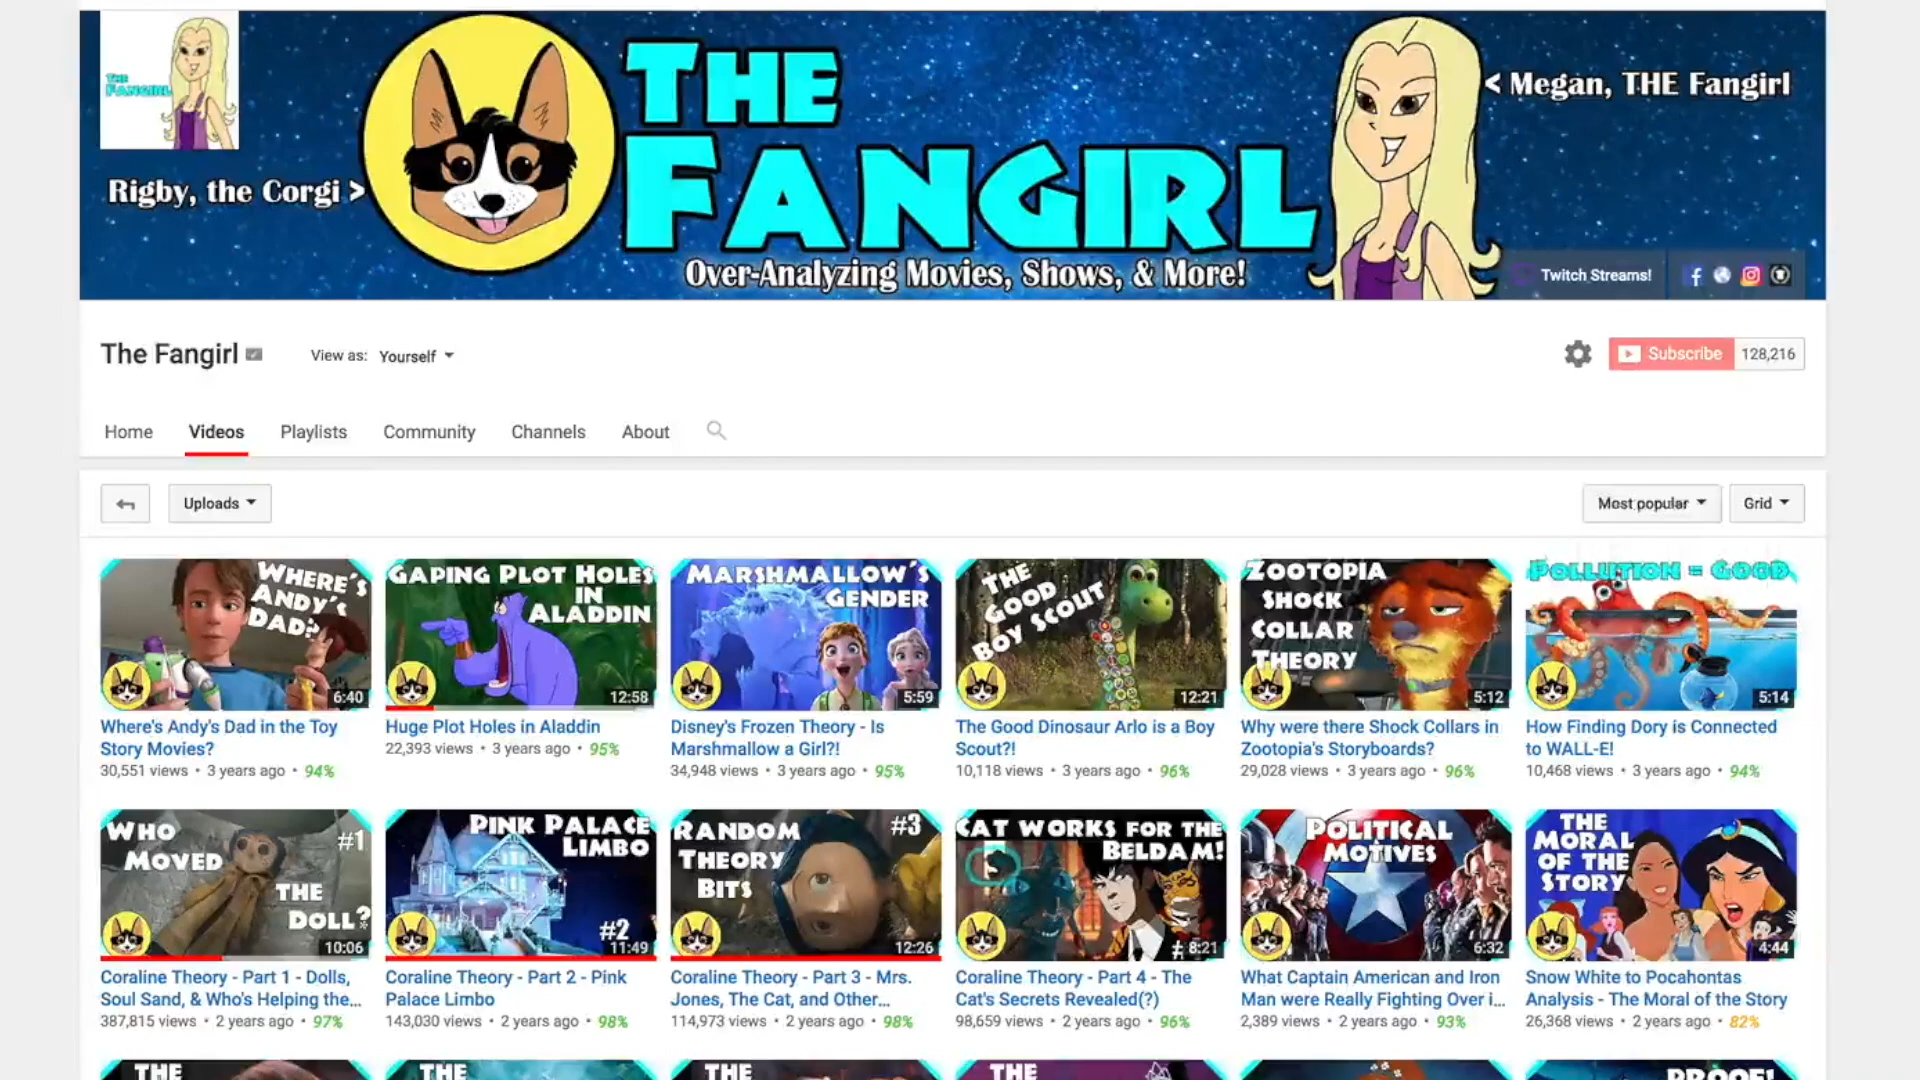 THE
FANGIRL
THE
FANGIRL
Over-Analyzing Movies, Shows, & More!
Rigby, the Corgi >
< Megan, THE Fangirl
Twitch Streams!
The Fangirl
View as: Yourself
Subscribe 128,216
Home Videos Playlists Community Channels About
Uploads
Most popular
Grid
WHERE'S
ANDY'S
DAD?
6:40
Where's Andy's Dad in the Toy
Story Movies?
30,551 views • 3 years ago • 94%
GAPING PLOT HOLES
IN
ALADDIN
12:58
Huge Plot Holes in Aladdin
22,393 views • 3 years ago • 95%
MARSHMALLOW'S
GENDER
5:59
Disney's Frozen Theory - Is
Marshmallow a Girl?!
34,948 views • 3 years ago • 95%
THE
GOOD
BOY SCOUT
12:21
The Good Dinosaur Arlo is a Boy
Scout?!
10,118 views • 3 years ago • 96%
ZOOTOPIA
SHOCK
COLLAR
THEORY
5:12
Why were there Shock Collars in
Zootopia's Storyboards?
29,028 views • 3 years ago • 96%
POLLUTION = GOOD
5:14
How Finding Dory is Connected
to WALL-E!
10,468 views • 3 years ago • 94%
WHO
MOVED
#1
THE
DOLL?
10:06
Coraline Theory - Part 1 - Dolls,
Soul Sand, & Who's Helping the...
387,815 views • 2 years ago • 97%
PINK PALACE
LIMBO
#2
11:49
Coraline Theory - Part 2 - Pink
Palace Limbo
143,030 views • 2 years ago • 98%
RANDOM
THEORY
BITS
#3
12:26
Coraline Theory - Part 3 - Mrs.
Jones, The Cat, and Other...
114,973 views • 2 years ago • 98%
CAT WORKS FOR THE
BELDAM!
8:21
Coraline Theory - Part 4 - The
Cat's Secrets Revealed(?)
98,659 views • 2 years ago • 96%
POLITICAL
MOTIVES
6:32
What Captain American and Iron
Man were Really Fighting Over i...
2,389 views • 2 years ago • 93%
THE
MORAL
OF THE
STORY
4:44
Snow White to Pocahontas
Analysis - The Moral of the Story
26,368 views • 2 years ago • 82%
THE
THE
THE
THE
PROOF!